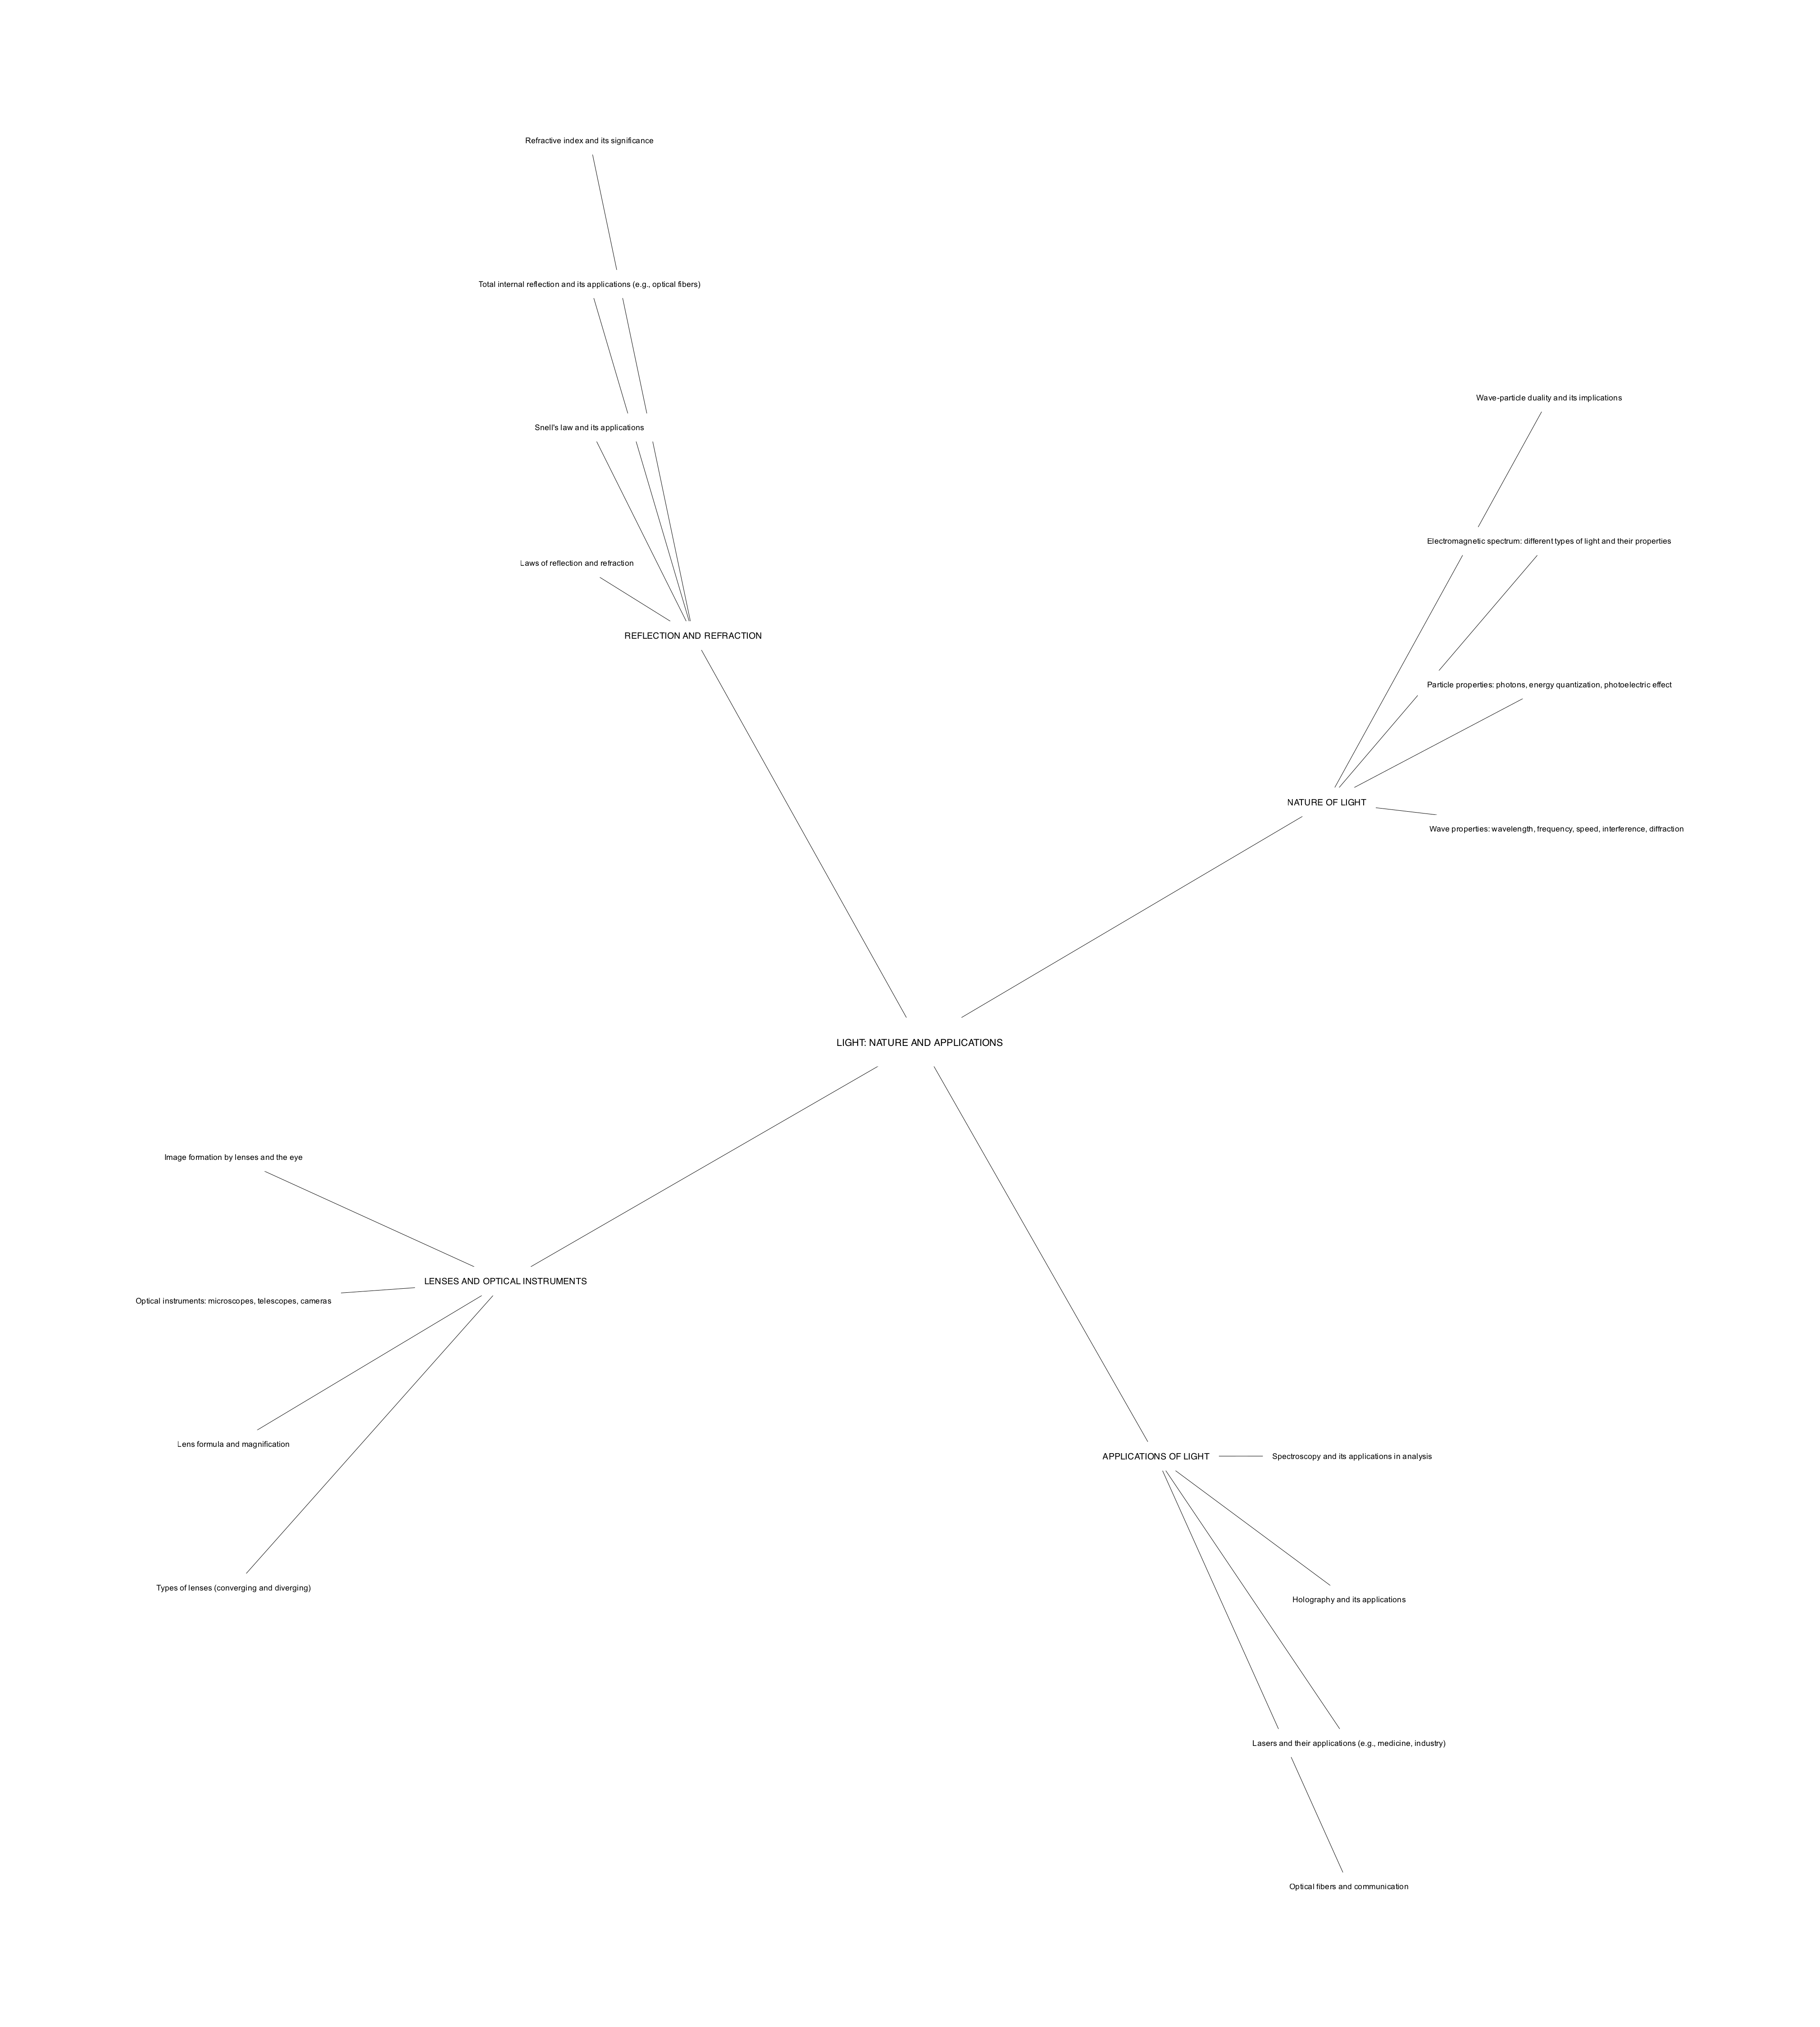 Refractive index and its significance
Total internal reflection and its applications (e.g., optical fibers)
Snell's law and its applications
Laws of reflection and refraction
REFLECTION AND REFRACTION
Wave-particle duality and its implications
Electromagnetic spectrum: different types of light and their properties
Particle properties: photons, energy quantization, photoelectric effect
NATURE OF LIGHT
Wave properties: wavelength, frequency, speed, interference, diffraction
LIGHT: NATURE AND APPLICATIONS
Image formation by lenses and the eye
LENSES AND OPTICAL INSTRUMENTS
Optical instruments: microscopes, telescopes, cameras
Lens formula and magnification
Types of lenses (converging and diverging)
APPLICATIONS OF LIGHT
Spectroscopy and its applications in analysis
Holography and its applications
Lasers and their applications (e.g., medicine, industry)
Optical fibers and communication